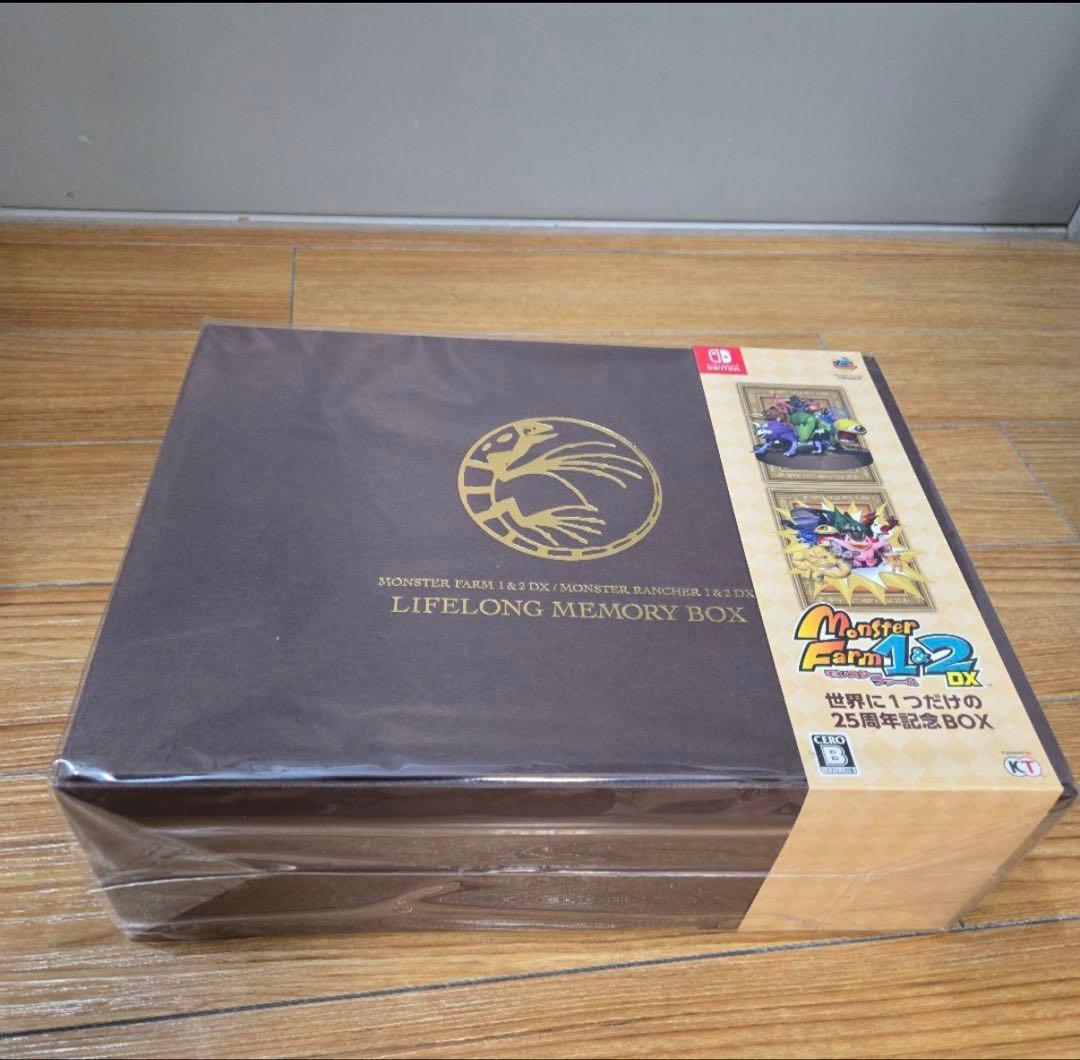 MONSTER FARM 1 & 2 DX / MONSTER RANCHER 1 & 2 DX
LIFELONG MEMORY BOX
SWITCH
Monster
Farm 1&2
モンスター
ファーム
DX
世界に1つだけの
25周年記念BOX
CERO
B
KT